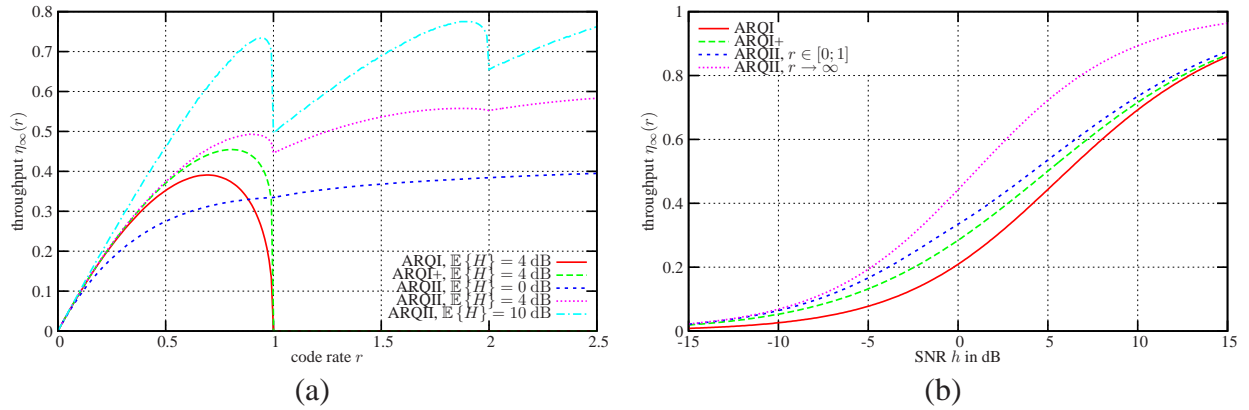 0.8
0.7
0.6
0.5
0.4
0.3
0.2
0.1
0
throughput η∞(r)
ARQI, 𝔼 {H} = 4 dB
ARQI+, 𝔼 {H} = 4 dB
ARQII, 𝔼 {H} = 0 dB
ARQII, 𝔼 {H} = 4 dB
ARQII, 𝔼 {H} = 10 dB
0 0.5 1 1.5 2 2.5
code rate r
(a)
1
0.8
0.6
0.4
0.2
0
throughput η∞(r)
ARQI
ARQI+
ARQII, r ∈ [0; 1]
ARQII, r → ∞
-15 -10 -5 0 5 10 15
SNR h in dB
(b)